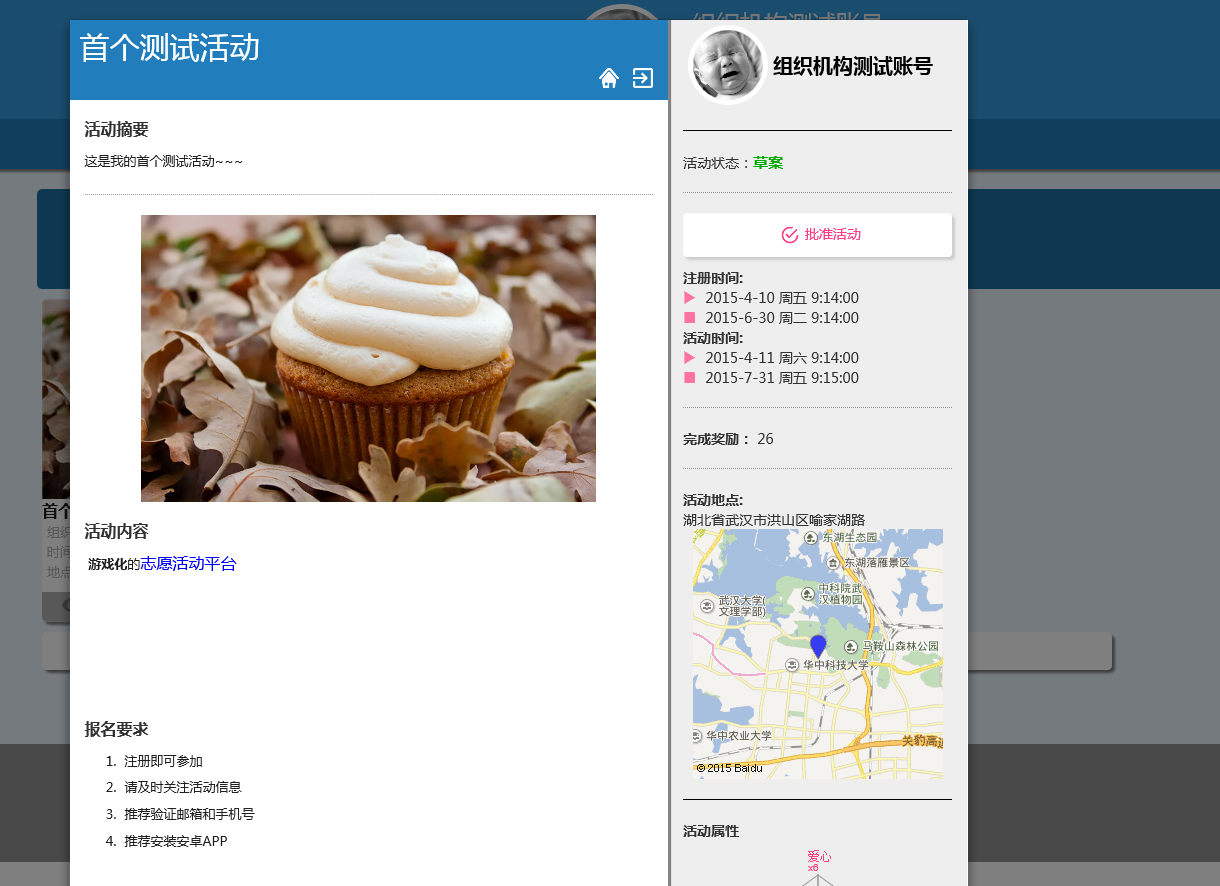 首个测试活动
活动摘要
这是我的首个测试活动~~~
活动内容
游戏化的志愿活动平台
报名要求
1. 注册即可参加
2. 请及时关注活动信息
3. 推荐验证邮箱和手机号
4. 推荐安装安卓APP
组织机构测试账号
活动状态：草案
批准活动
注册时间:
2015-4-10 周五 9:14:00
2015-6-30 周二 9:14:00
活动时间:
2015-4-11 周六 9:14:00
2015-7-31 周五 9:15:00
完成奖励： 26
活动地点:
湖北省武汉市洪山区喻家湖路
东湖生态园
东湖落雁景区
中科院武
汉植物园
武汉大学(
文理学部)
马鞍山森林公园
华中科技大学
华中农业大学
关豹高速
© 2015 Baidu
活动属性
爱心
x6
首个
组织
时间
地点